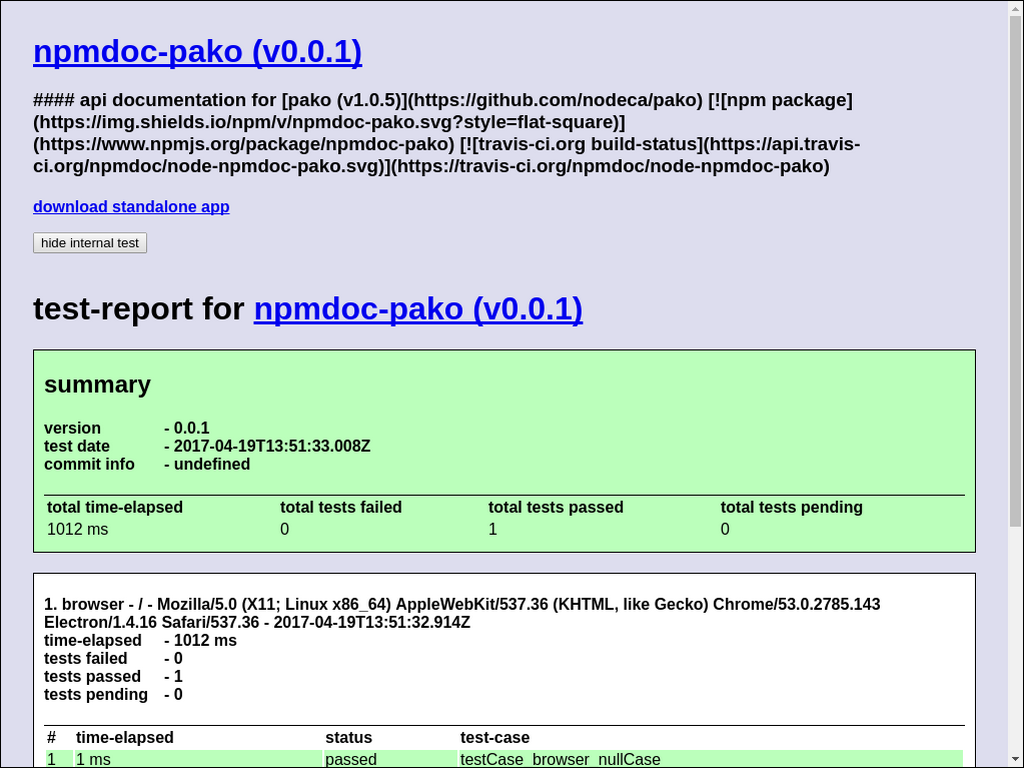 npmdoc-pako (v0.0.1)
#### api documentation for [pako (v1.0.5)](https://github.com/nodeca/pako) [![npm package]
(https://img.shields.io/npm/v/npmdoc-pako.svg?style=flat-square)]
(https://www.npmjs.org/package/npmdoc-pako) [![travis-ci.org build-status](https://api.travis-
ci.org/npmdoc/node-npmdoc-pako.svg)](https://travis-ci.org/npmdoc/node-npmdoc-pako)
download standalone app
hide internal test
test-report for npmdoc-pako (v0.0.1)
summary
version - 0.0.1
test date - 2017-04-19T13:51:33.008Z
commit info - undefined
total time-elapsed total tests failed total tests passed total tests pending
1012 ms 0 1 0
1. browser - / - Mozilla/5.0 (X11; Linux x86_64) AppleWebKit/537.36 (KHTML, like Gecko) Chrome/53.0.2785.143
Electron/1.4.16 Safari/537.36 - 2017-04-19T13:51:32.914Z
time-elapsed - 1012 ms
tests failed - 0
tests passed - 1
tests pending - 0
# time-elapsed status test-case
1 1 ms passed testCase_browser_nullCase